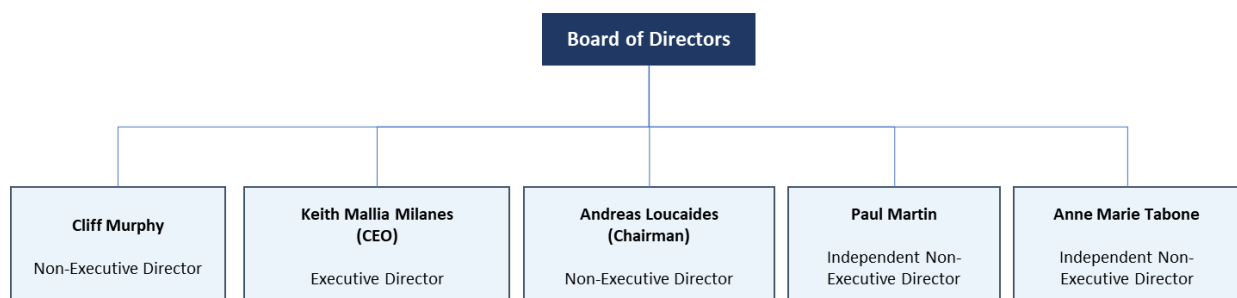 Board of Directors
Cliff Murphy
Non-Executive Director
Keith Mallia Milanes
(CEO)
Executive Director
Andreas Loucaides
(Chairman)
Non-Executive Director
Paul Martin
Independent Non-
Executive Director
Anne Marie Tabone
Independent Non-
Executive Director